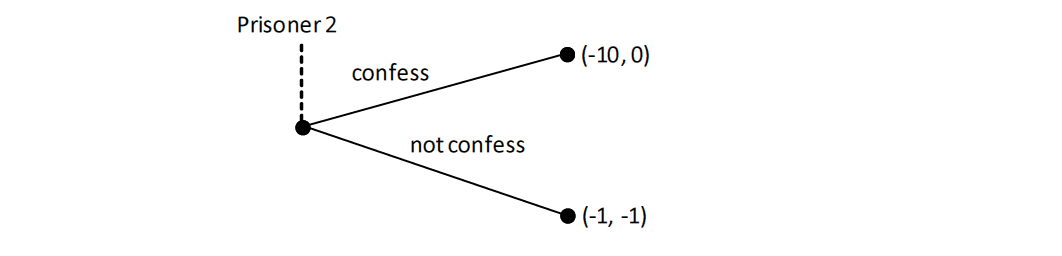 Prisoner 2
confess
(-10, 0)
not confess
(-1, -1)